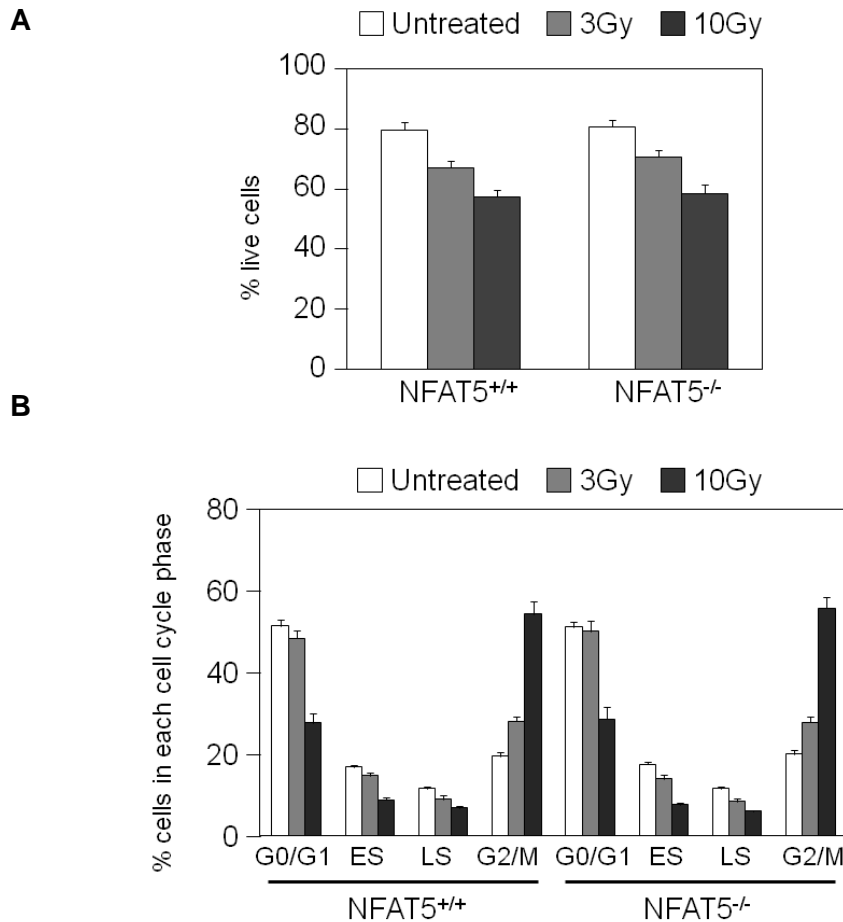 A
Untreated 3Gy 10Gy
100
80
60
40
20
0
% live cells
NFAT5+/+ NFAT5-/-
B
Untreated 3Gy 10Gy
80
60
40
20
0
% cells in each cell cycle phase
G0/G1 ES LS G2/M G0/G1 ES LS G2/M
NFAT5+/+ NFAT5-/-